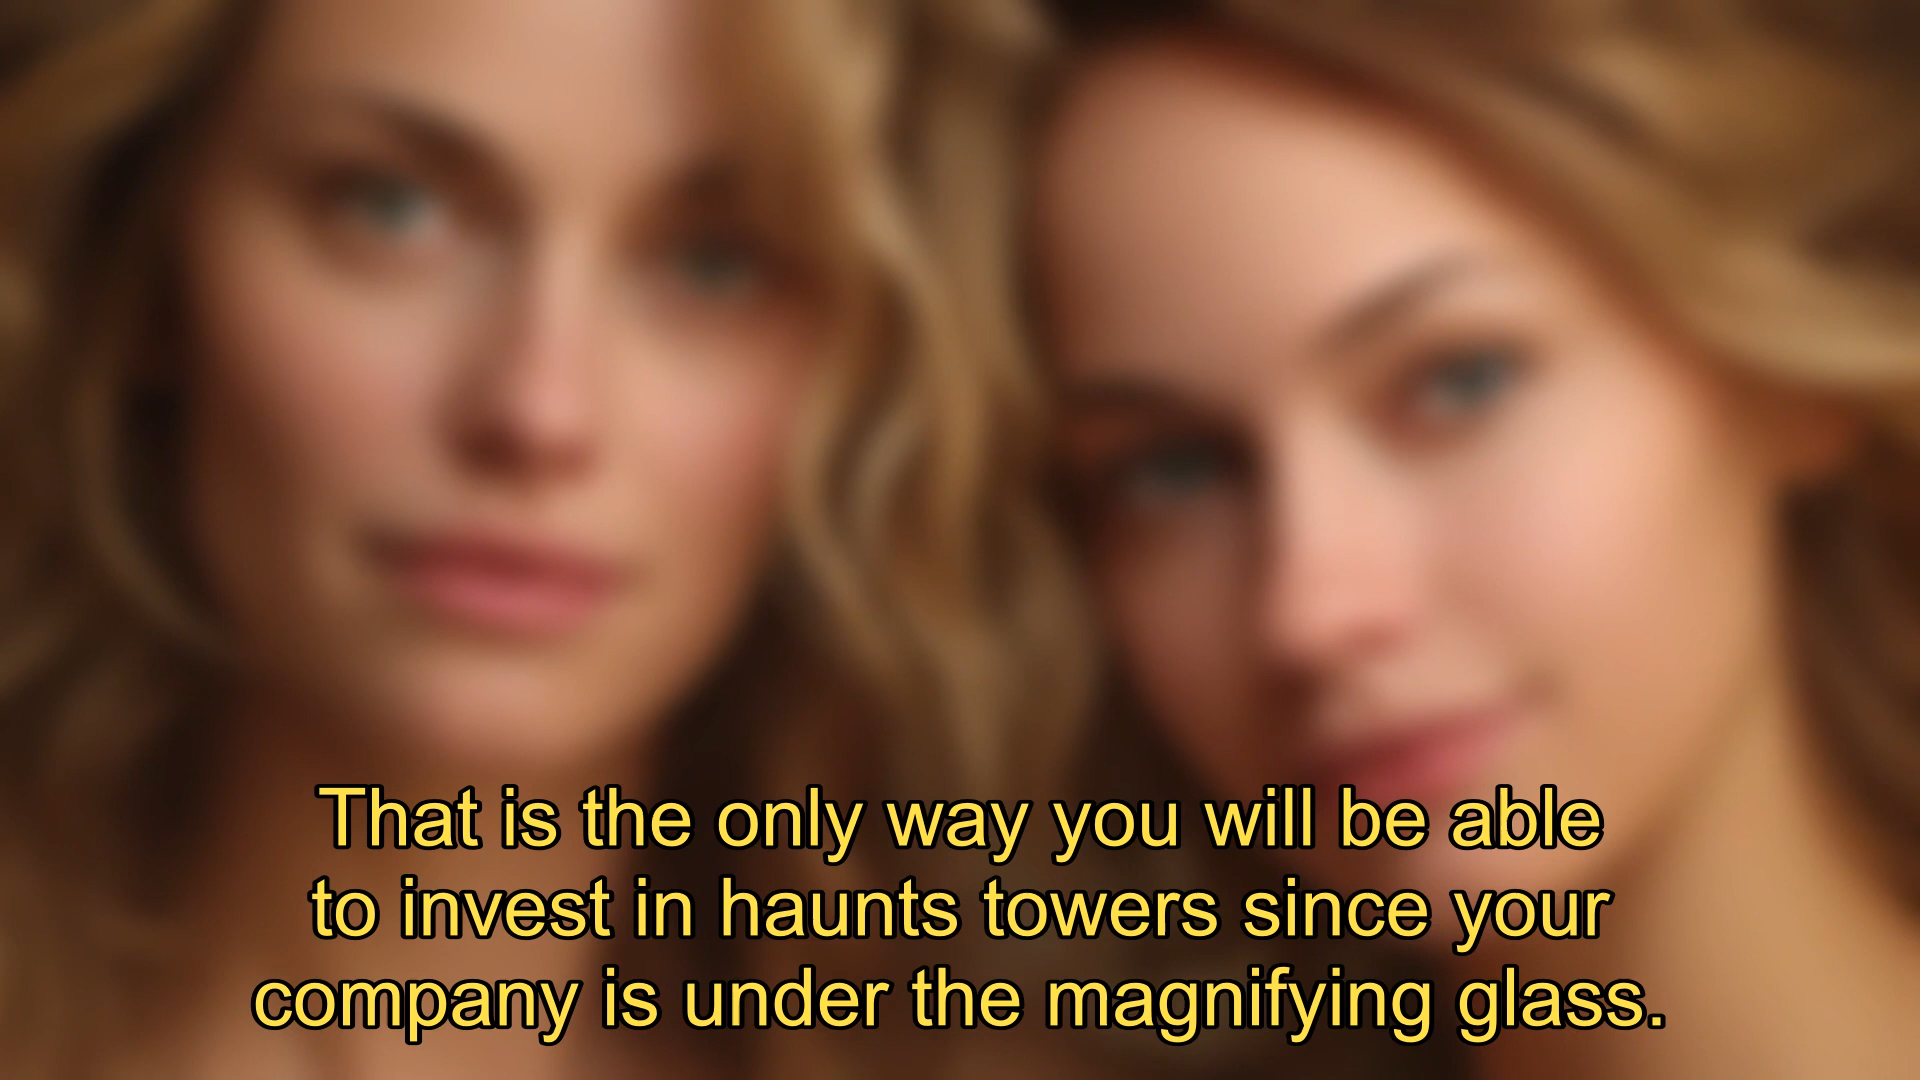 That is the only way you will be able
to invest in haunts towers since your
company is under the magnifying glass.